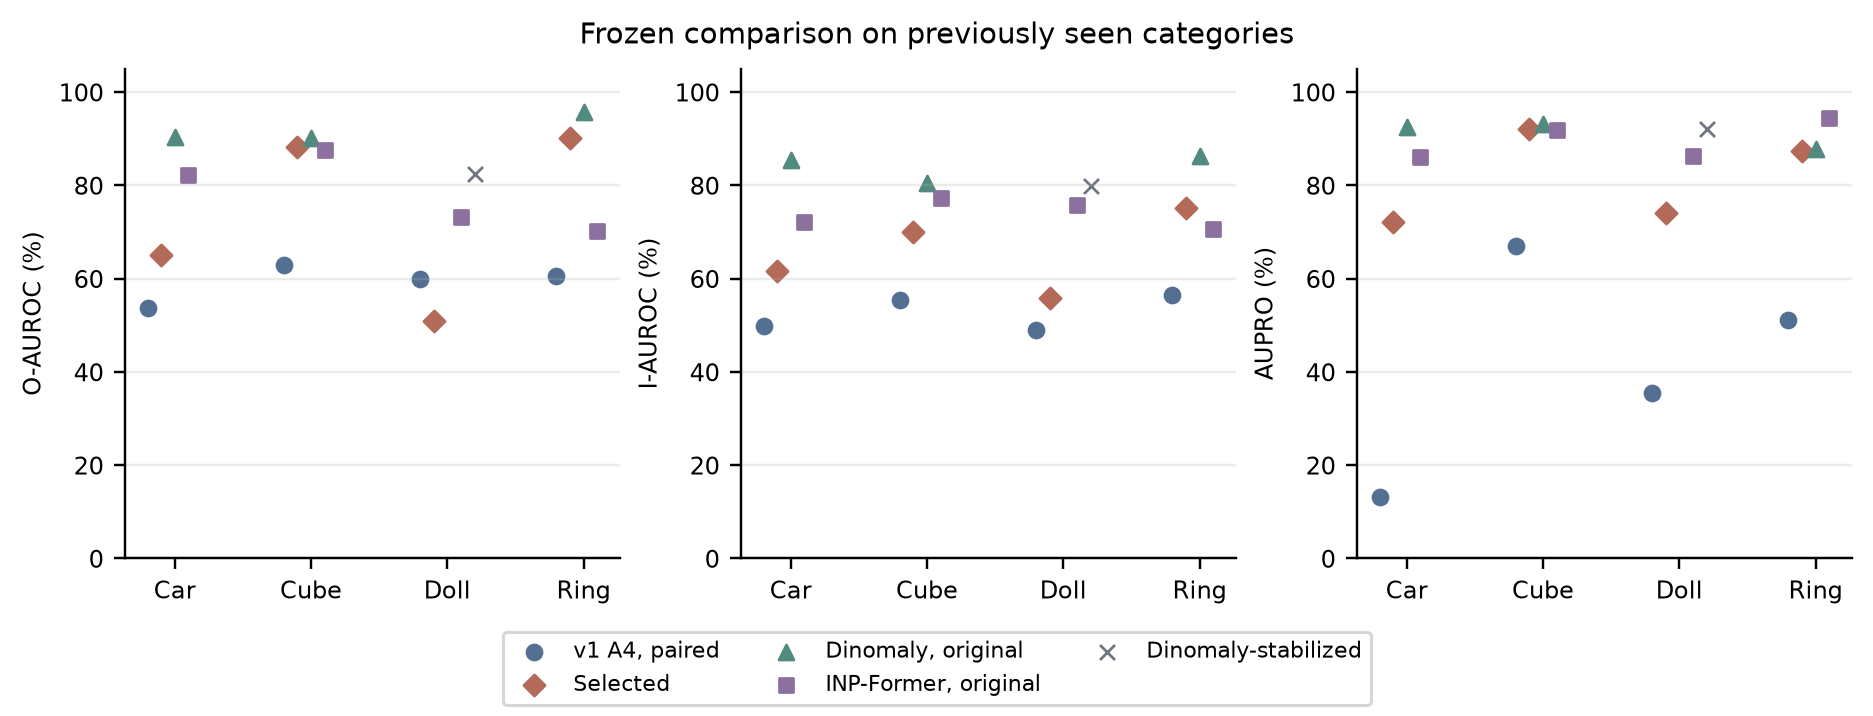 Frozen comparison on previously seen categories
O-AUROC (%)
100
80
60
40
20
0
Car Cube Doll Ring
I-AUROC (%)
100
80
60
40
20
0
Car Cube Doll Ring
AUPRO (%)
100
80
60
40
20
0
Car Cube Doll Ring
v1 A4, paired
Selected
Dinomaly, original
INP-Former, original
Dinomaly-stabilized